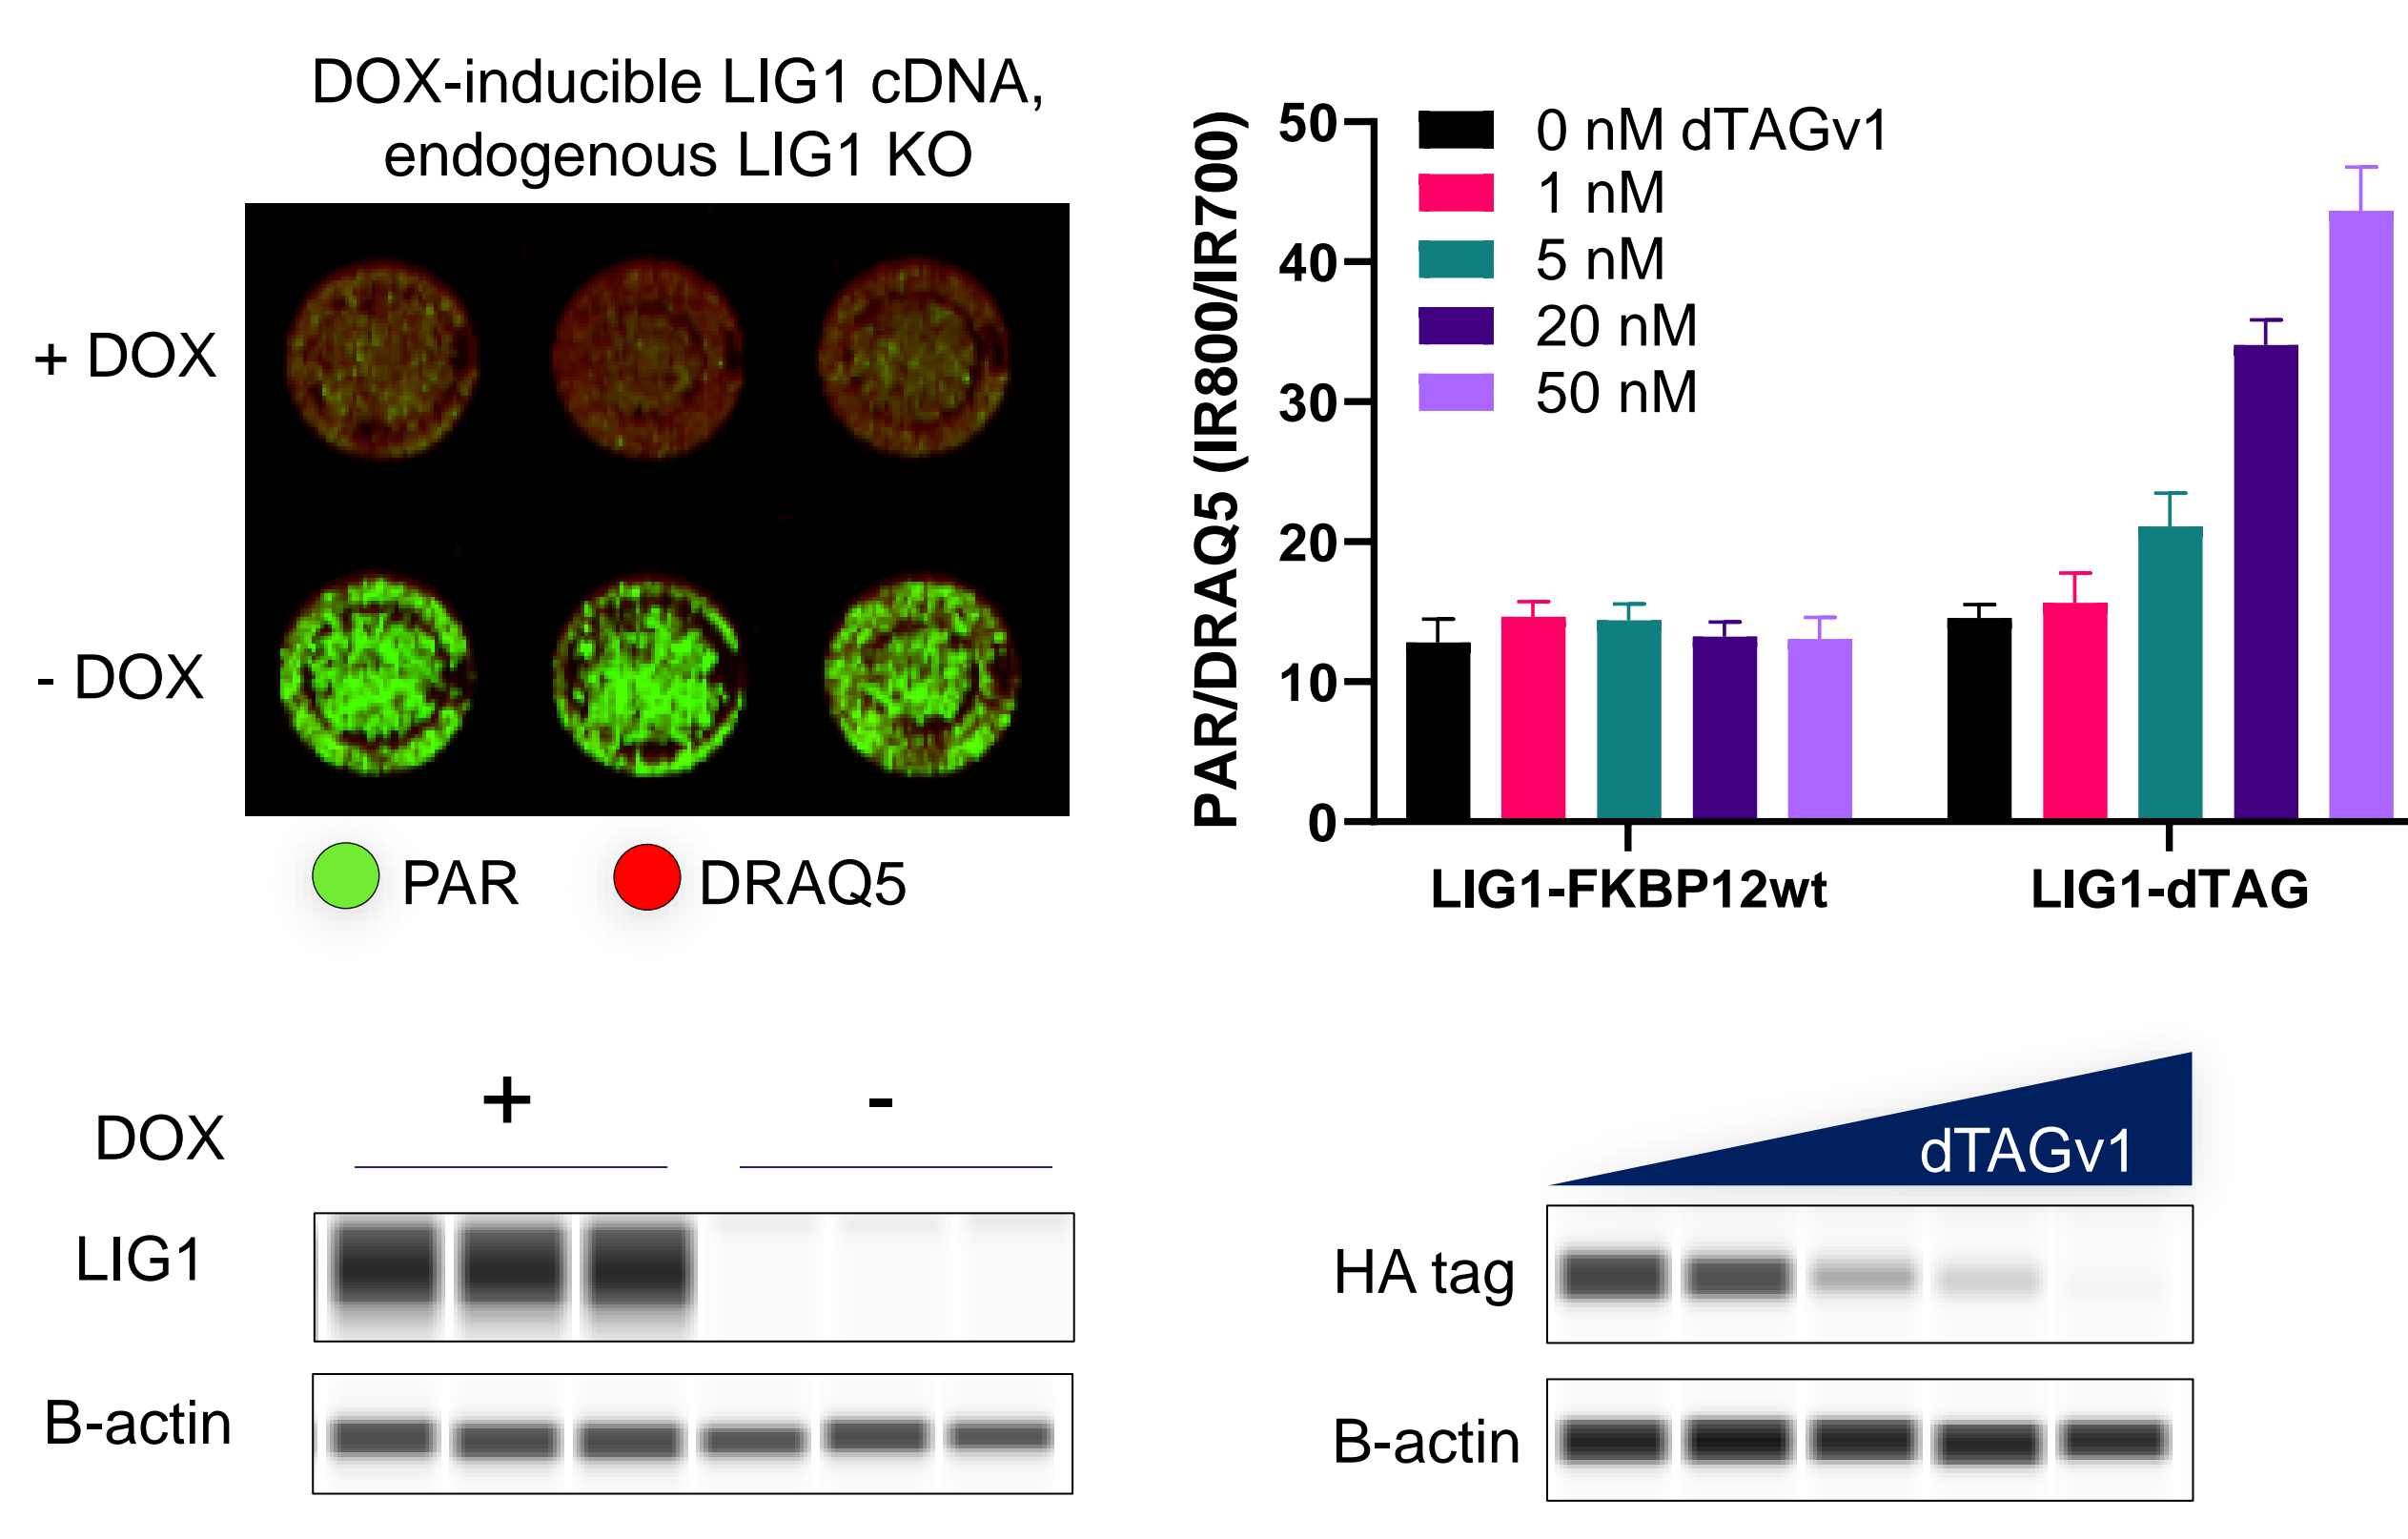 DOX-inducible LIG1 cDNA,
endogenous LIG1 KO
+ DOX
- DOX
PAR
DRAQ5
PAR/DRAQ5 (IR800/IR700)
50
40
30
20
10
0
0 nM dTAGv1
1 nM
5 nM
20 nM
50 nM
LIG1-FKBP12wt
LIG1-dTAG
DOX
+
-
LIG1
B-actin
dTAGv1
HA tag
B-actin